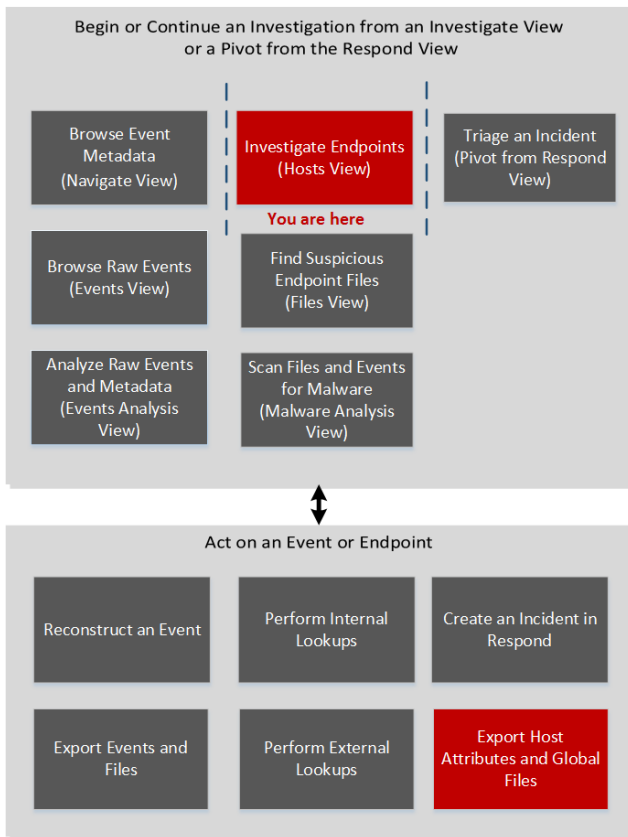 Begin or Continue an Investigation from an Investigate View
or a Pivot from the Respond View
Browse Event
Metadata
(Navigate View)
Investigate Endpoints
(Hosts View)
Triage an Incident
(Pivot from Respond
View)
You are here
Browse Raw Events
(Events View)
Find Suspicious
Endpoint Files
(Files View)
Analyze Raw Events
and Metadata
(Events Analysis
View)
Scan Files and Events
for Malware
(Malware Analysis
View)
Act on an Event or Endpoint
Reconstruct an Event
Perform Internal
Lookups
Create an Incident in
Respond
Export Events and
Files
Perform External
Lookups
Export Host
Attributes and Global
Files